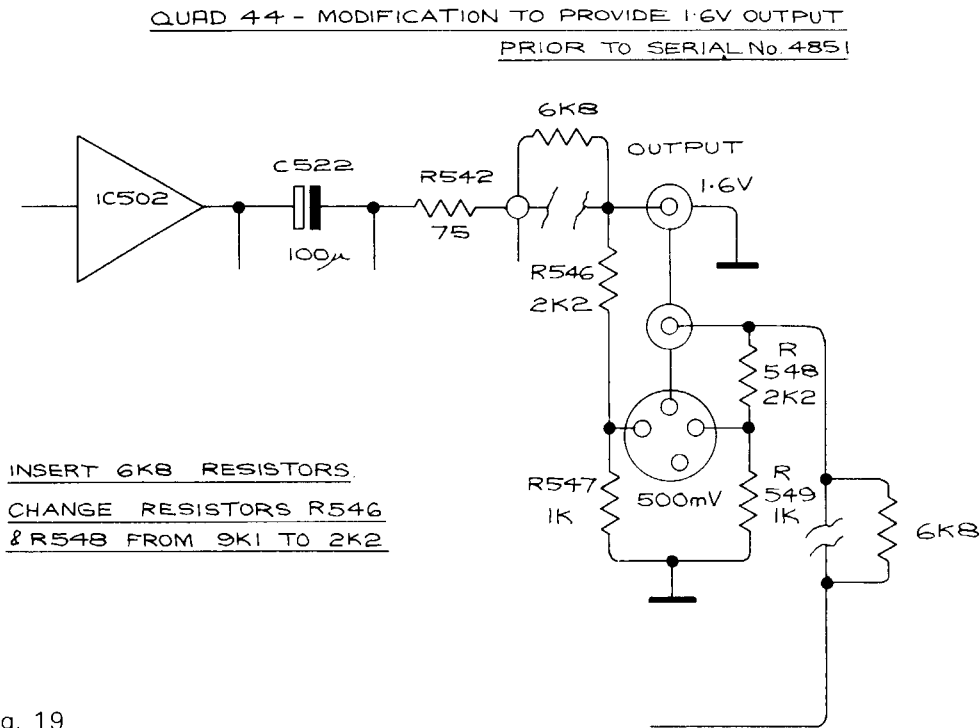 QUAD 44 - MODIFICATION TO PROVIDE 1·6V OUTPUT
PRIOR TO SERIAL No. 4851
6K8
OUTPUT
C522
R542
1·6V
IC502
75
100µ
R546
2K2
R
548
2K2
INSERT 6K8 RESISTORS.
CHANGE RESISTORS R546
& R548 FROM 9K1 TO 2K2
R547
1K
500mV
R
549
1K
6K8
g. 19